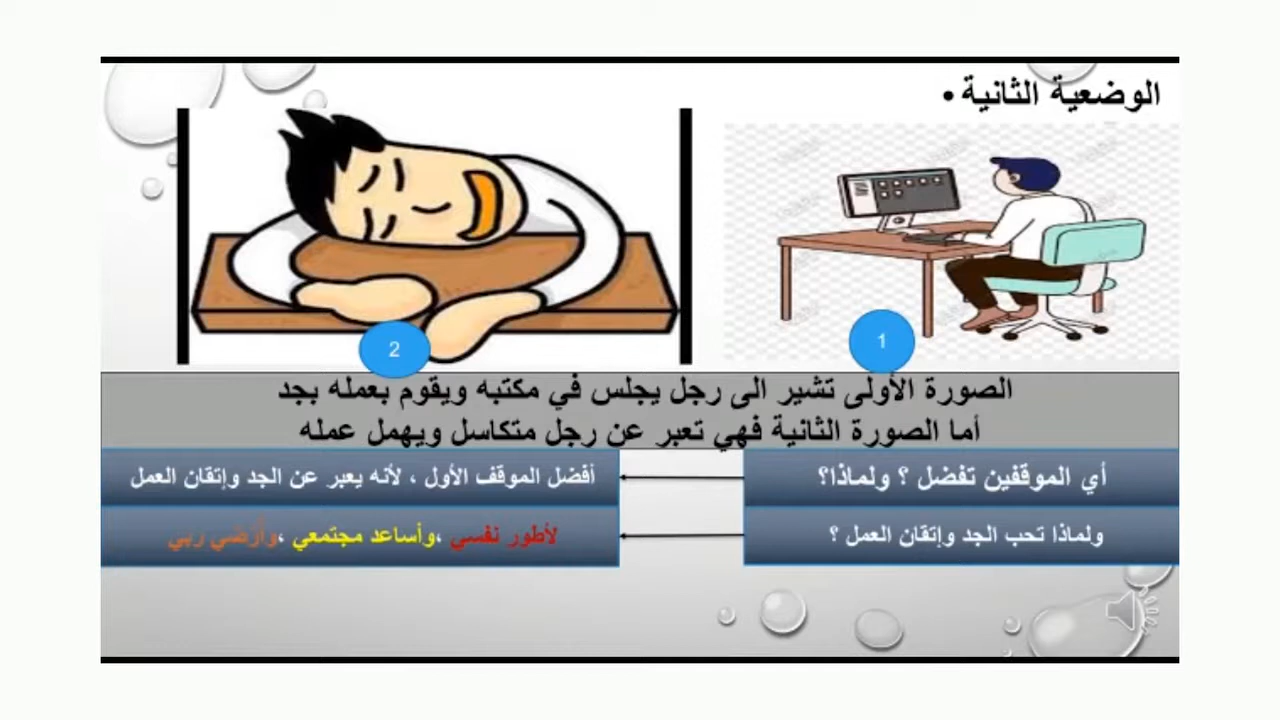 الوضعية الثانية •
1
2
الصورة الأولى تشير الى رجل يجلس في مكتبه ويقوم بعمله بجد
أما الصورة الثانية فهي تعبر عن رجل متكاسل ويهمل عمله
أي الموقفين تفضل ؟ ولماذا؟
أفضل الموقف الأول ، لأنه يعبر عن الجد وإتقان العمل
ولماذا تحب الجد وإتقان العمل ؟
لأطور نفسي ،وأساعد مجتمعي ،وأرضي ربي